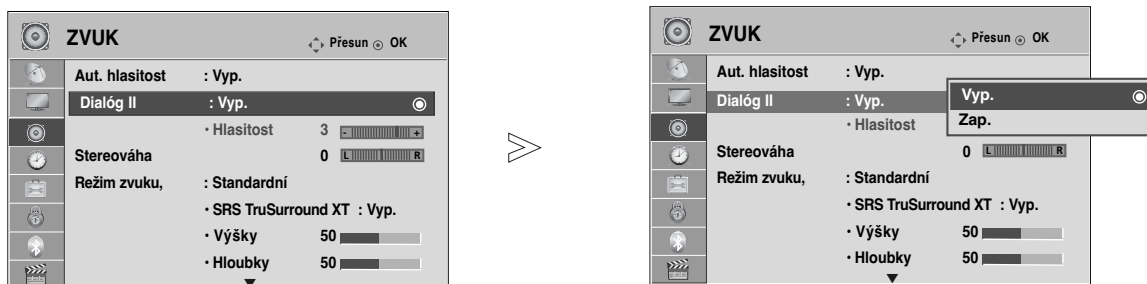 ZVUK
Přesun OK
Aut. hlasitost : Vyp.
Dialóg II : Vyp.
• Hlasitost 3 - +
Stereováha 0 L R
Režim zvuku, : Standardní
• SRS TruSurround XT : Vyp.
• Výšky 50
• Hloubky 50
ZVUK
Přesun OK
Aut. hlasitost : Vyp.
Dialóg II : Vyp.
Vyp.
Zap.
• Hlasitost
Stereováha 0 L R
Režim zvuku, : Standardní
• SRS TruSurround XT : Vyp.
• Výšky 50
• Hloubky 50